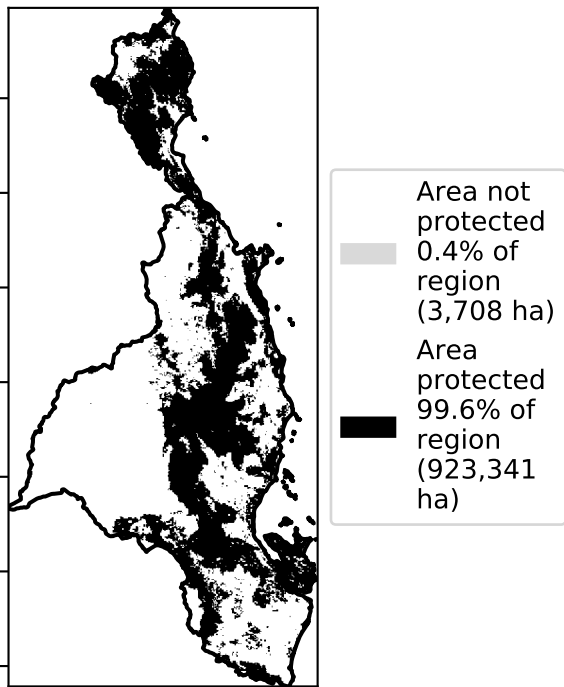 Area not
protected
0.4% of
region
(3,708 ha)
Area
protected
99.6% of
region
(923,341
ha)